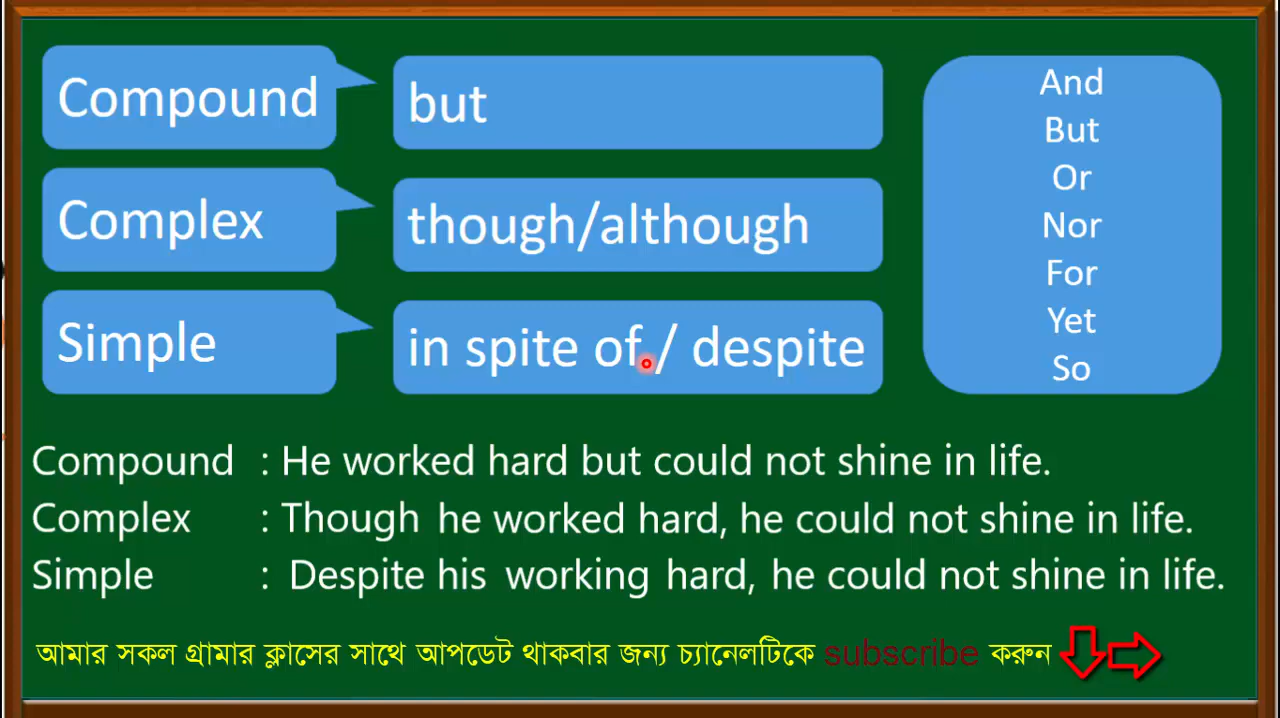 Compound but
Complex though/although
Simple in spite of / despite
And
But
Or
Nor
For
Yet
So
Compound : He worked hard but could not shine in life.
Complex : Though he worked hard, he could not shine in life.
Simple : Despite his working hard, he could not shine in life.
আমার সকল গ্রামার ক্লাসের সাথে আপডেট থাকবার জন্য চ্যানেলটিকে subscribe করুন